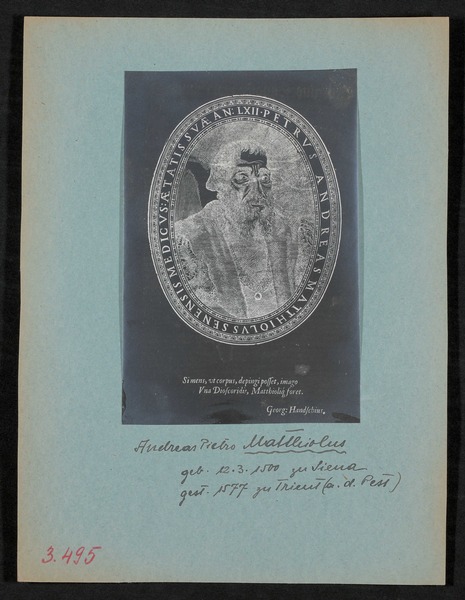 PETRVS ANDREAS MATTHIOLVS SENENSIS MEDICVS: ÆTATIS SVÆ AN: LXII·
Si mens, vt corpus, depingi posset, imago
Vna Dioscoridis, Matthioliq́ foret.
Georg: Handschius.
Andreas Pietro Matthiolus
geb. 12.3.1500 zu Siena
gest. 1577 zu Trient (a. d. Pest)
3.495